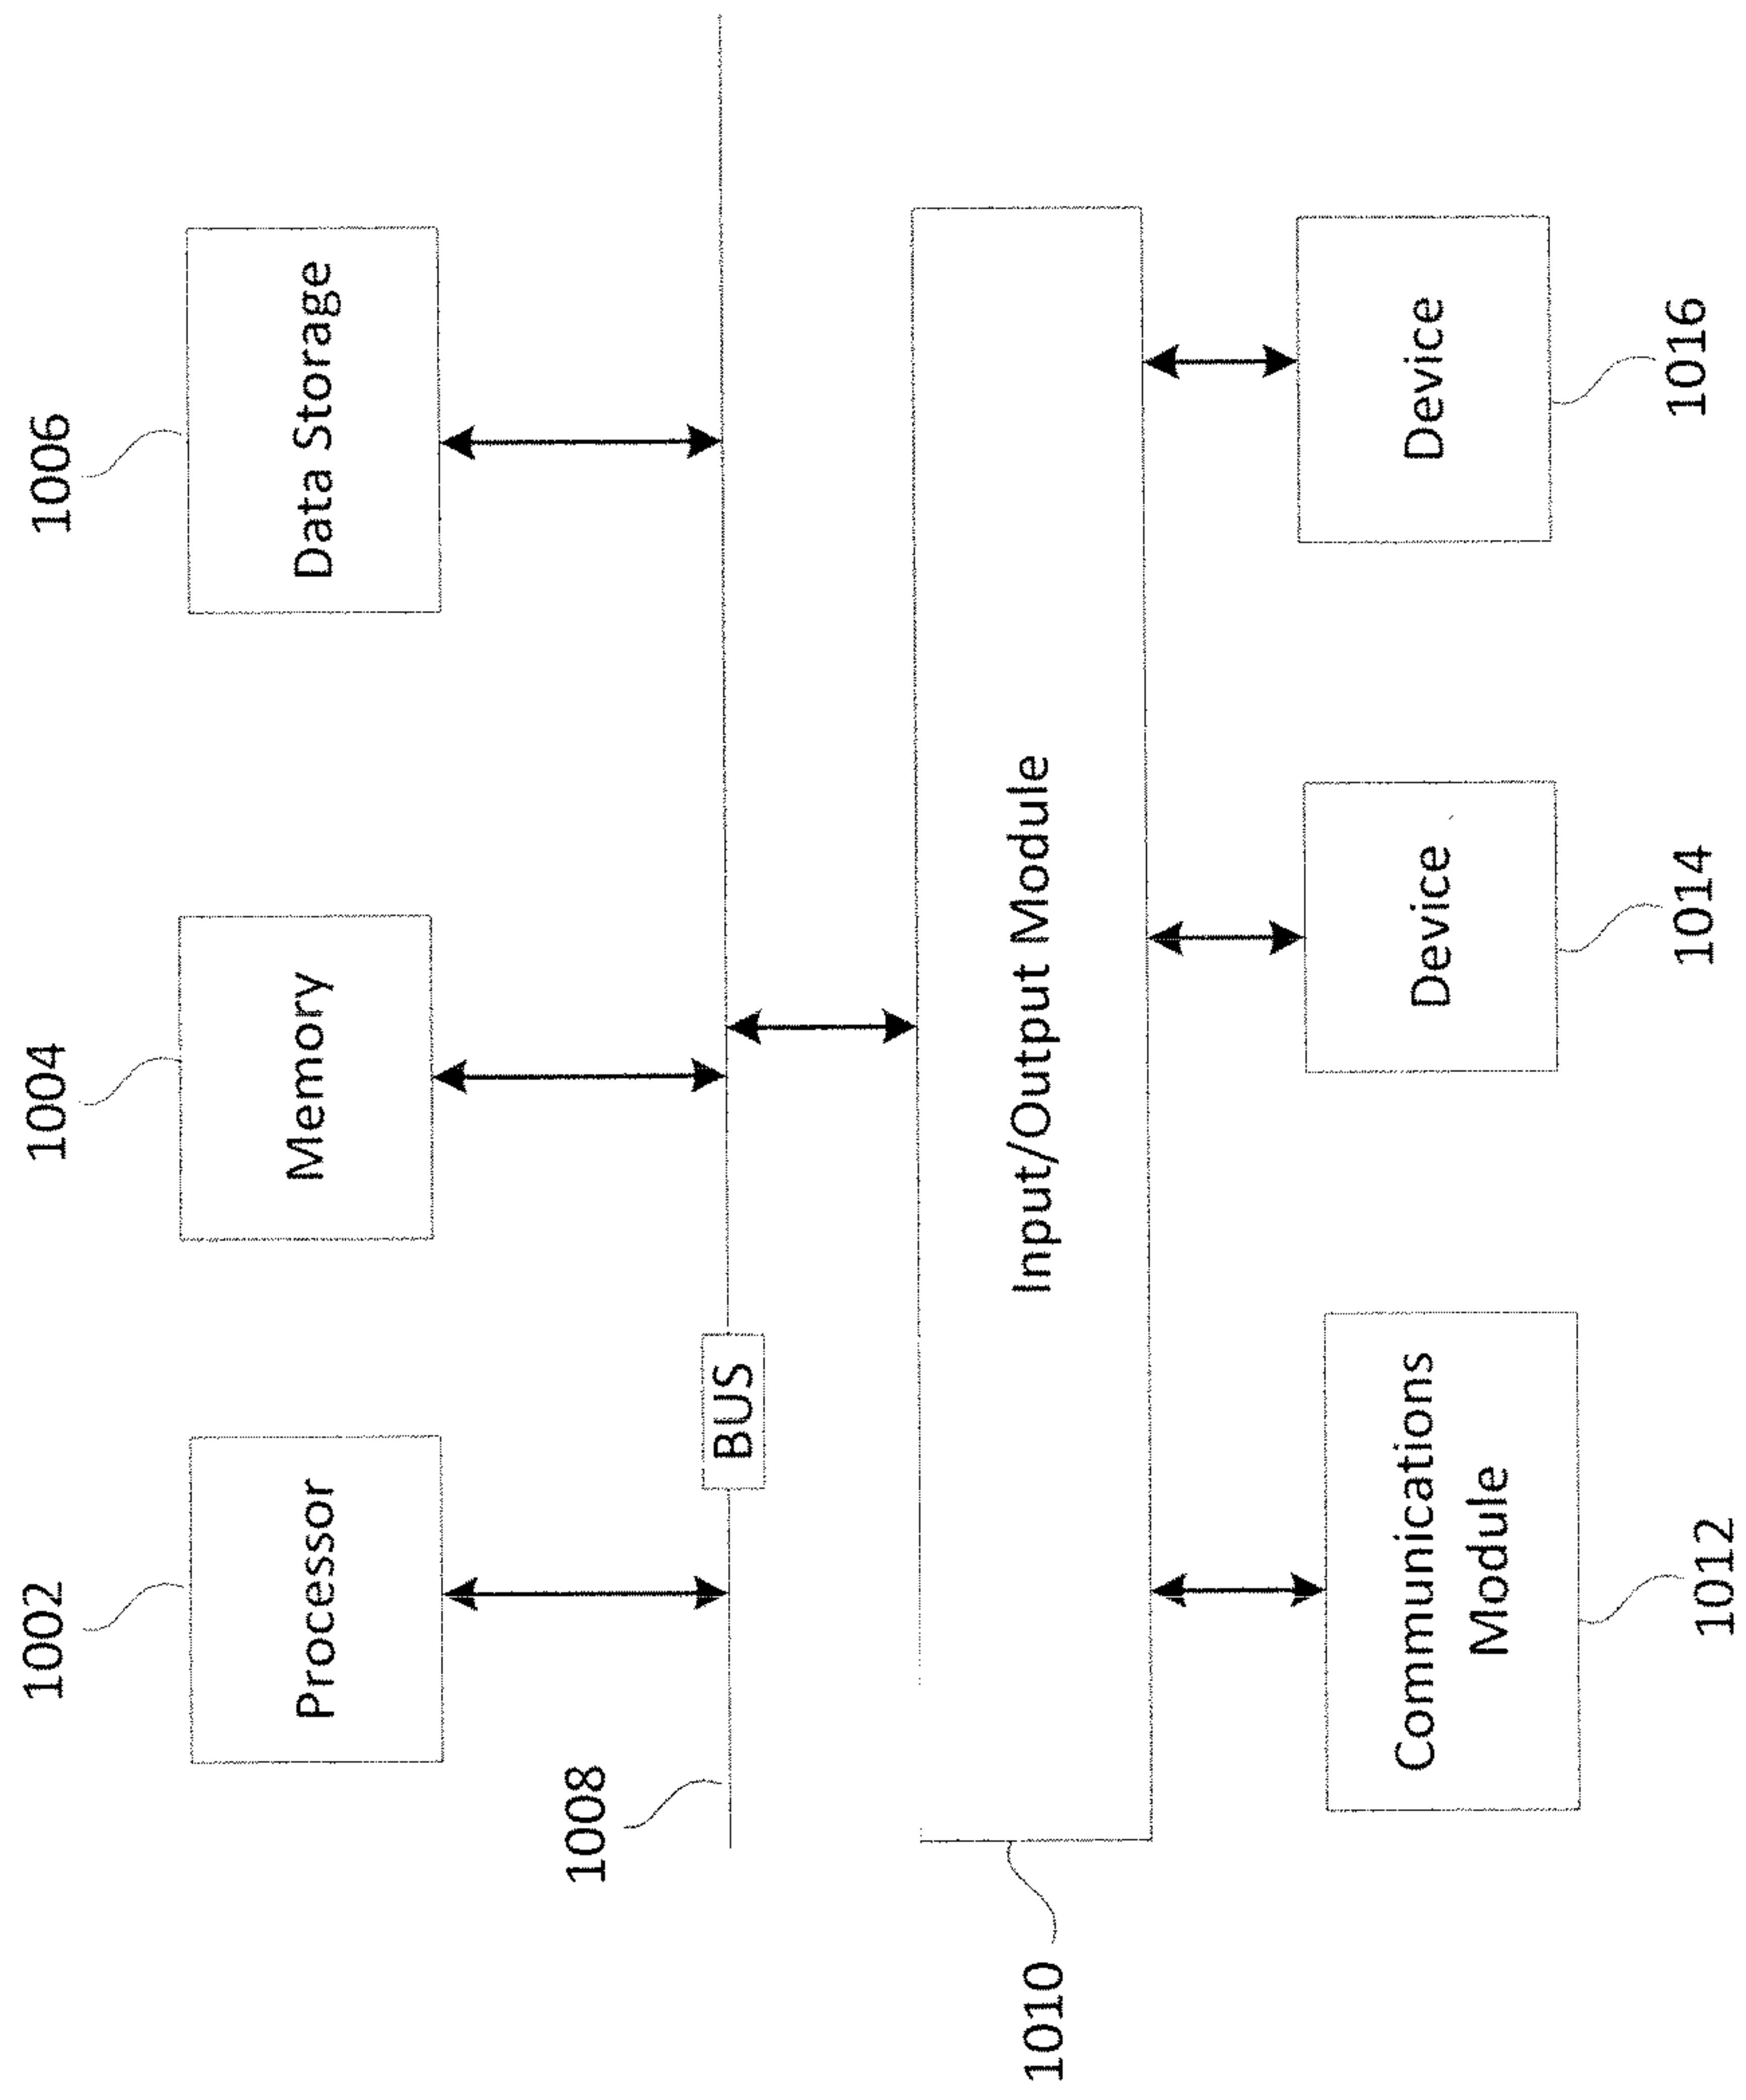 1002
1004
1006
Processor
Memory
Data Storage
1008
BUS
1010
Input/Output Module
Communications
Module
Device
Device
1012
1014
1016